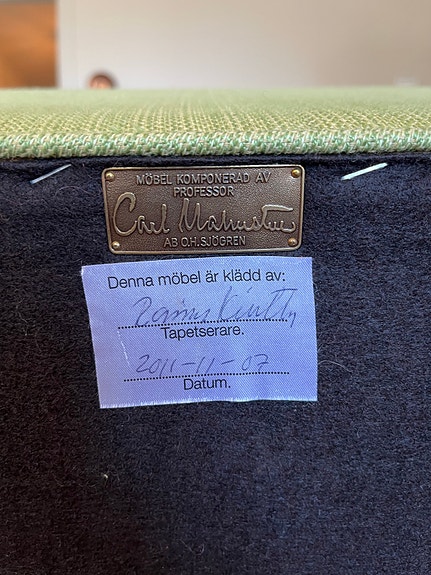 MÖBEL KOMPONERAD AV
PROFESSOR
Carl Malmsten
AB O.H.SJÖGREN
Denna möbel är klädd av:
Tapetserare.
2011-11-07
Datum.